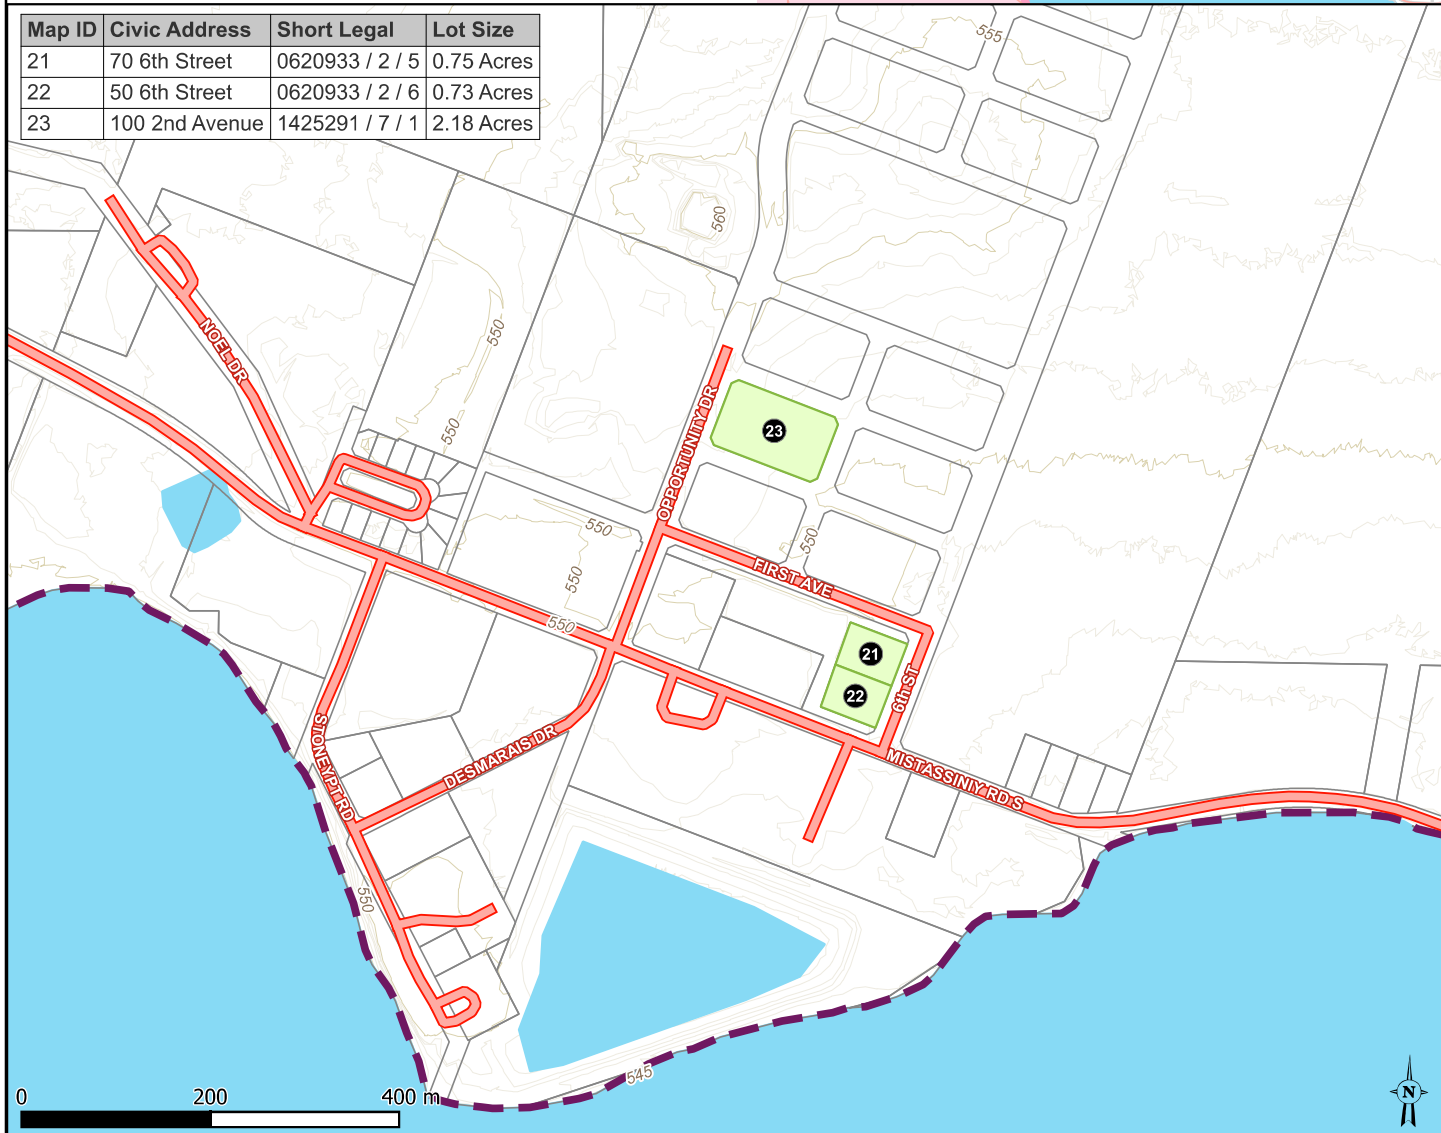 Map ID Civic Address Short Legal Lot Size
21 70 6th Street 0620933 / 2 / 5 0.75 Acres
22 50 6th Street 0620933 / 2 / 6 0.73 Acres
23 100 2nd Avenue 1425291 / 7 / 1 2.18 Acres
555
560
550
NOEL DR
550
OPPORTUNITY DR
23
550
550
550
FIRST AVE
550
21
6th ST
22
STONEYPT RD
DESMARAIS DR
MISTASSINIY RD S
550
545
0 200 400 m
N